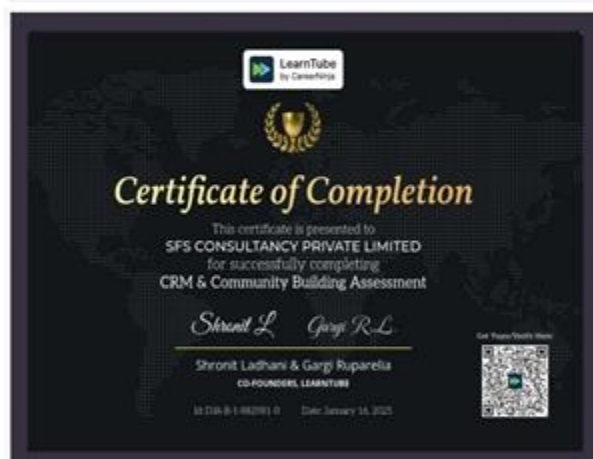 LearnTube
by CareerNinja
Certificate of Completion
This certificate is presented to
SFS CONSULTANCY PRIVATE LIMITED
for successfully completing
CRM & Community Building Assessment
Shronit L Gargi R.L.
Shronit Ladhani & Gargi Ruparelia
CO-FOUNDERS, LEARNTUBE
Date: January 16, 2025